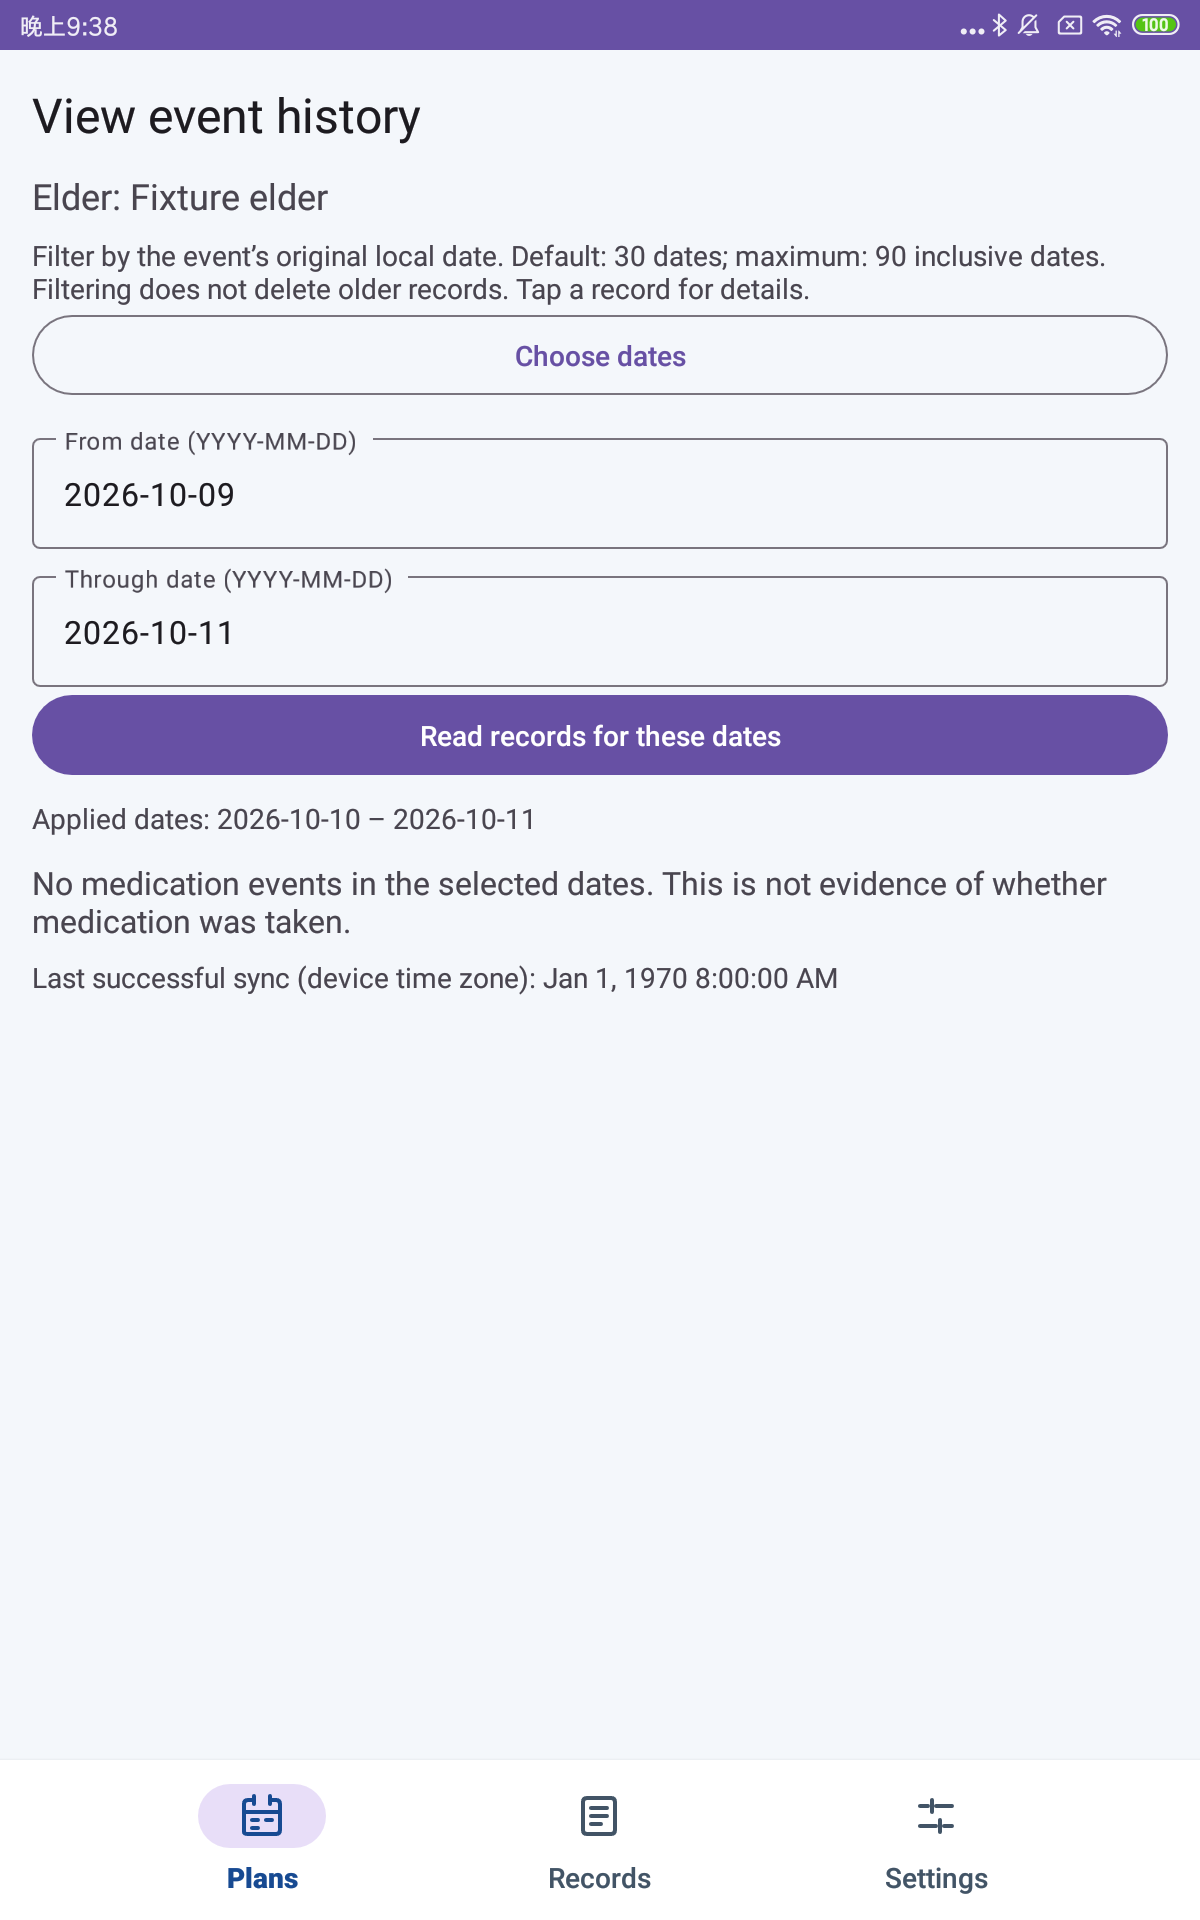 晚上9:38
100
View event history
Elder: Fixture elder
Filter by the event’s original local date. Default: 30 dates; maximum: 90 inclusive dates.
Filtering does not delete older records. Tap a record for details.
Choose dates
From date (YYYY-MM-DD)
2026-10-09
Through date (YYYY-MM-DD)
2026-10-11
Read records for these dates
Applied dates: 2026-10-10 – 2026-10-11
No medication events in the selected dates. This is not evidence of whether
medication was taken.
Last successful sync (device time zone): Jan 1, 1970 8:00:00 AM
Plans
Records
Settings